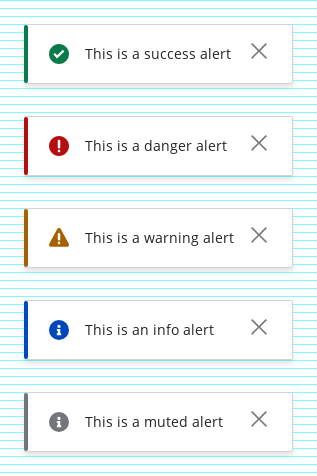 This is a success alert
This is a danger alert
This is a warning alert
This is an info alert
This is a muted alert